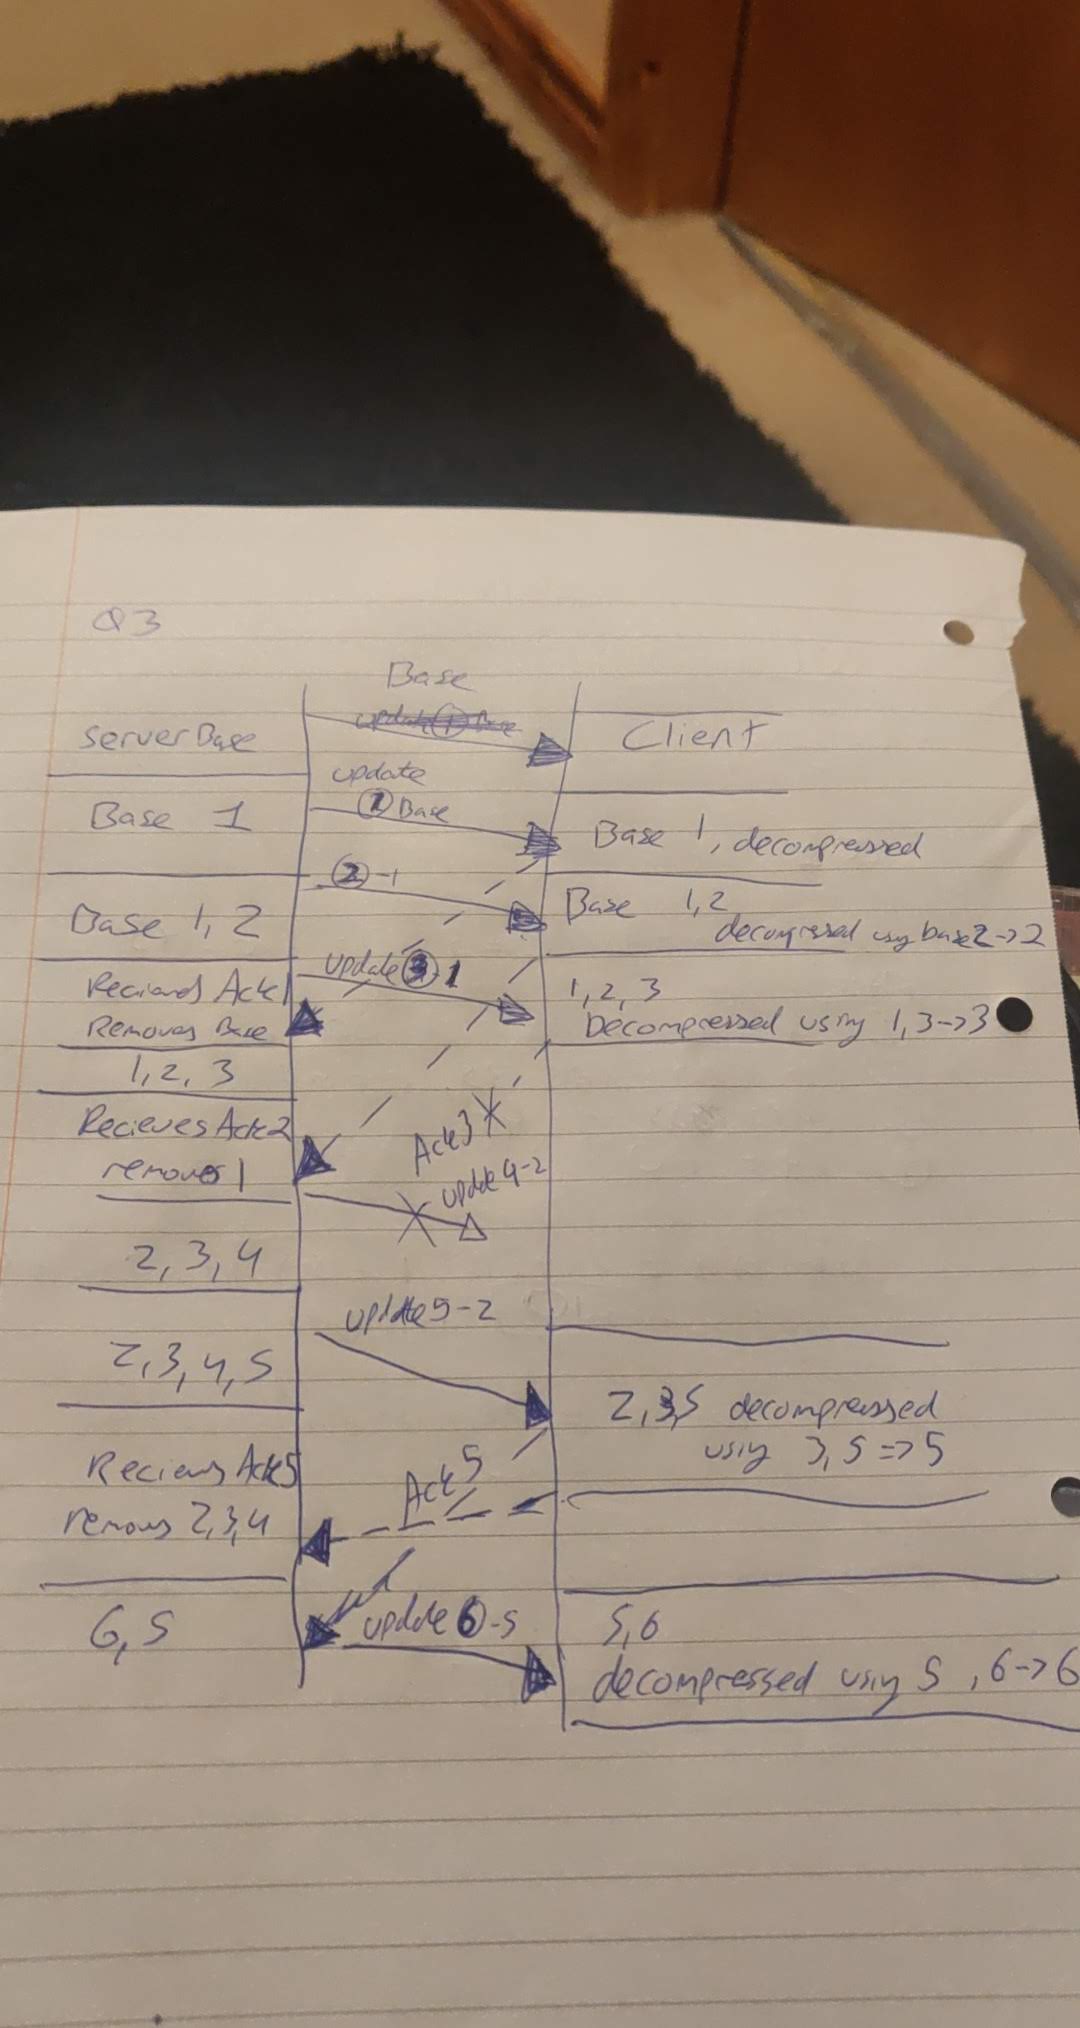 Q3
Base
Server Base
Client
update
① Base
Base 1
Base 1, decompressed
②-1
Base 1, 2
Base 1,2
decompressed using base 2->2
update ③-1
Recieves Ack 1
Removes Base
1, 2, 3
Decompressed using 1, 3->3
1, 2, 3
Recieves Ack 2
removes 1
Ack 3 X
update 4-2
2, 3, 4
update 5-2
2, 3, 4, 5
2, 3, 5 decompressed
using 3, 5 => 5
Recieves Ack 5
removes 2,3,4
Ack 5
6, 5
update ⑥-5
5,6
decompressed using 5, 6->6